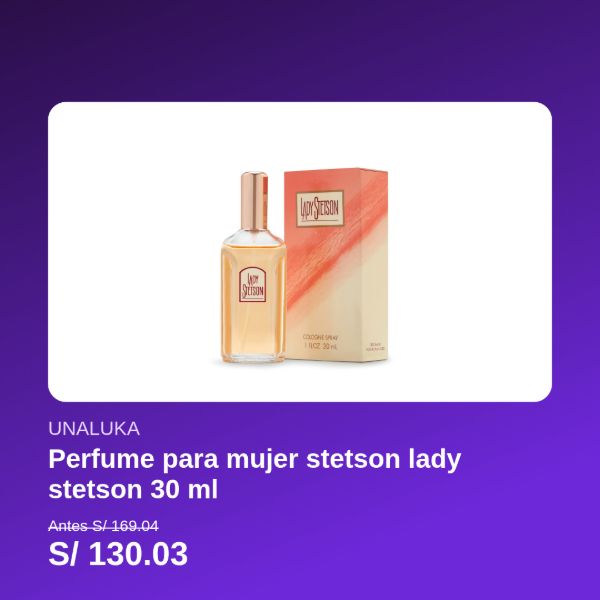 LADY STETSON
LADY
STETSON
COLOGNE SPRAY
1 fl OZ. 30 mL
UNALUKA
Perfume para mujer stetson lady
stetson 30 ml
Antes S/ 169.04
S/ 130.03